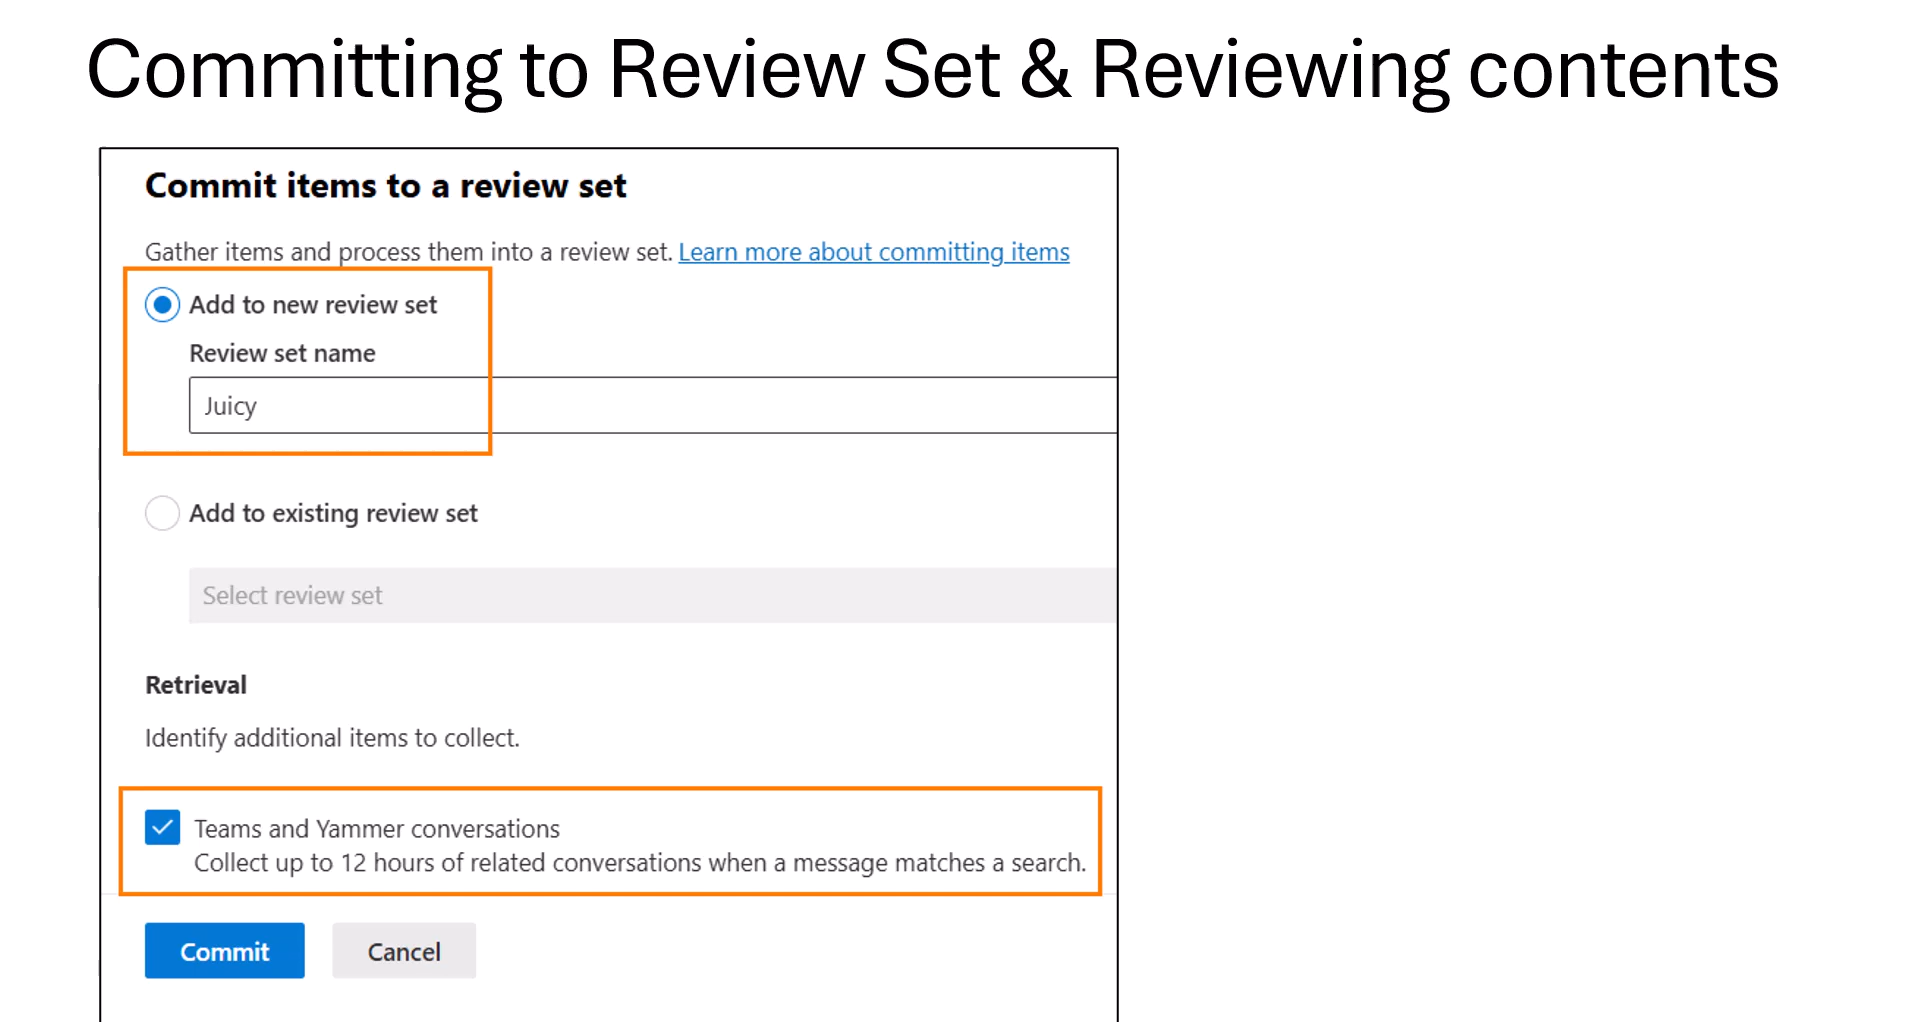 Committing to Review Set & Reviewing contents
Commit items to a review set
Gather items and process them into a review set. Learn more about committing items
Add to new review set
Review set name
Juicy
Add to existing review set
Select review set
Retrieval
Identify additional items to collect.
Teams and Yammer conversations
Collect up to 12 hours of related conversations when a message matches a search.
Commit Cancel